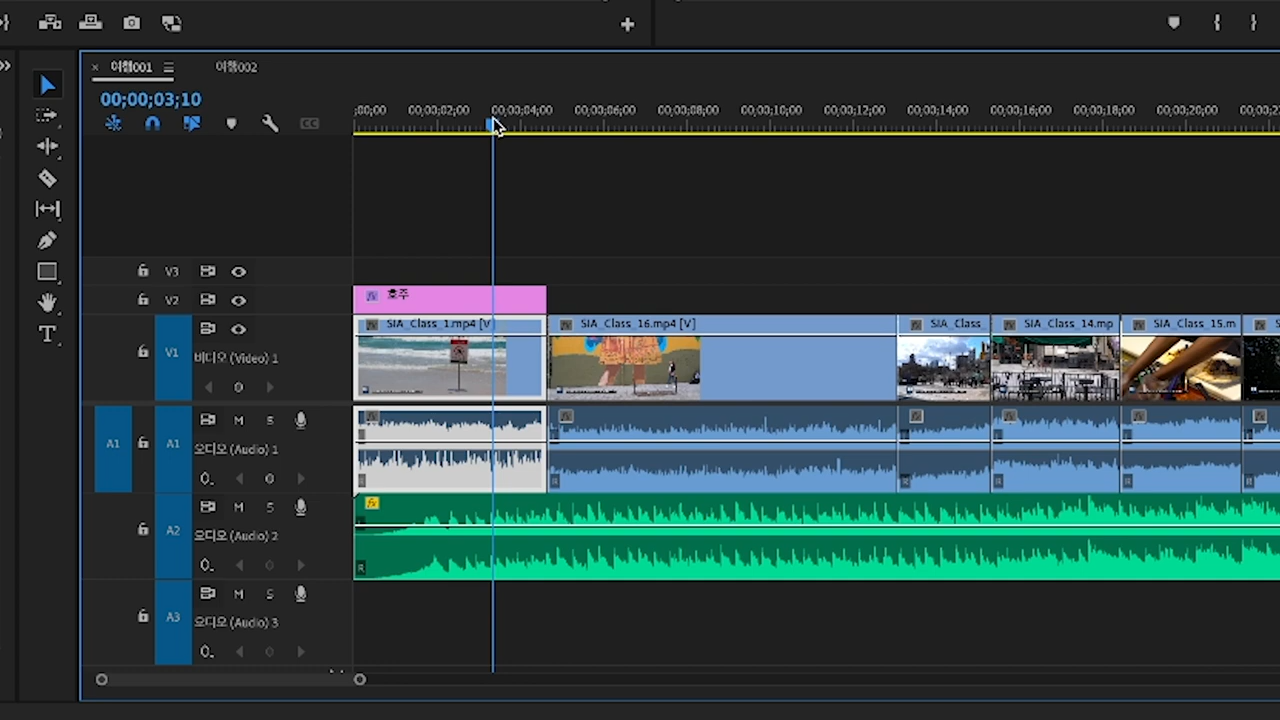 여행001 여행002
00;00;03;10
;00;00 00;00;02;00 00;00;04;00 00;00;06;00 00;00;08;00 00;00;10;00 00;00;12;00 00;00;14;00 00;00;16;00 00;00;18;00 00;00;20;00
V3
V2 호주
V1 SIA_Class_1.mp4 [V] SIA_Class_16.mp4 [V] SIA_Class SIA_Class_14.mp SIA_Class_15.m S
비디오 (Video) 1
A1 A1 M S
오디오 (Audio) 1
0.
A2 M S
오디오 (Audio) 2
0.
A3 M S
오디오 (Audio) 3
0.